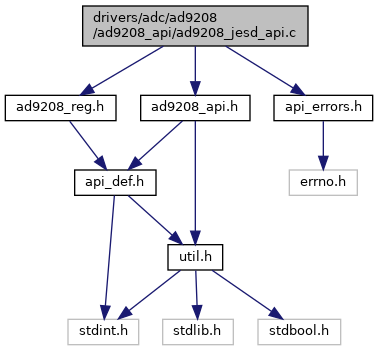 drivers/adc/ad9208
/ad9208_api/ad9208_jesd_api.c
ad9208_reg.h
ad9208_api.h
api_errors.h
api_def.h
errno.h
util.h
stdint.h
stdlib.h
stdbool.h